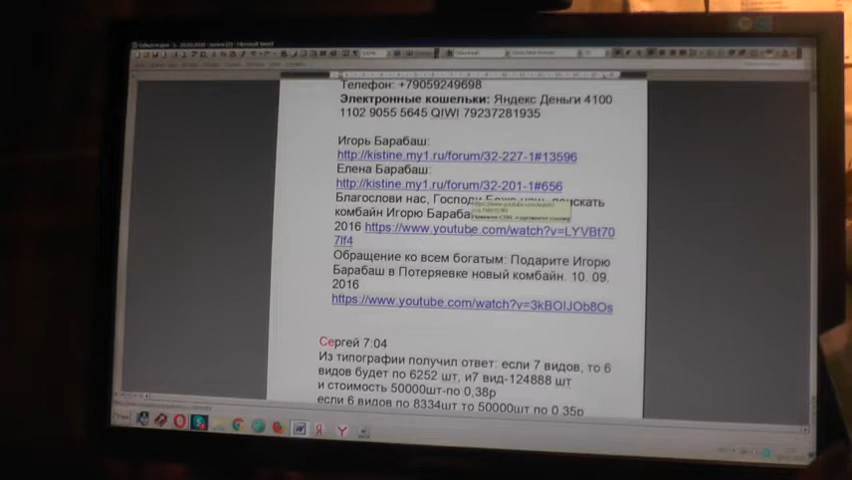 Телефон: +79059249698
Электронные кошельки: Яндекс Деньги 4100
1102 9055 5645 QIWI 79237281935
Игорь Барабаш:
http://kistine.my1.ru/forum/32-227-1#13596
Елена Барабаш:
http://kistine.my1.ru/forum/32-201-1#656
Благослови нас, Господи Боже наш, поискать
комбайн Игорю Бараба
2016 https://www.youtube.com/watch?v=LYVBt70
7lf4
Обращение ко всем богатым: Подарите Игорю
Барабаш в Потеряевке новый комбайн. 10. 09.
2016
https://www.youtube.com/watch?v=3kBOIJOb8Os
Сергей 7:04
Из типографии получил ответ: если 7 видов, то 6
видов будет по 6252 шт, и7 вид-124888 шт
и стоимость 50000шт-по 0,38р
если 6 видов по 8334шт то 50000шт по 0.35р